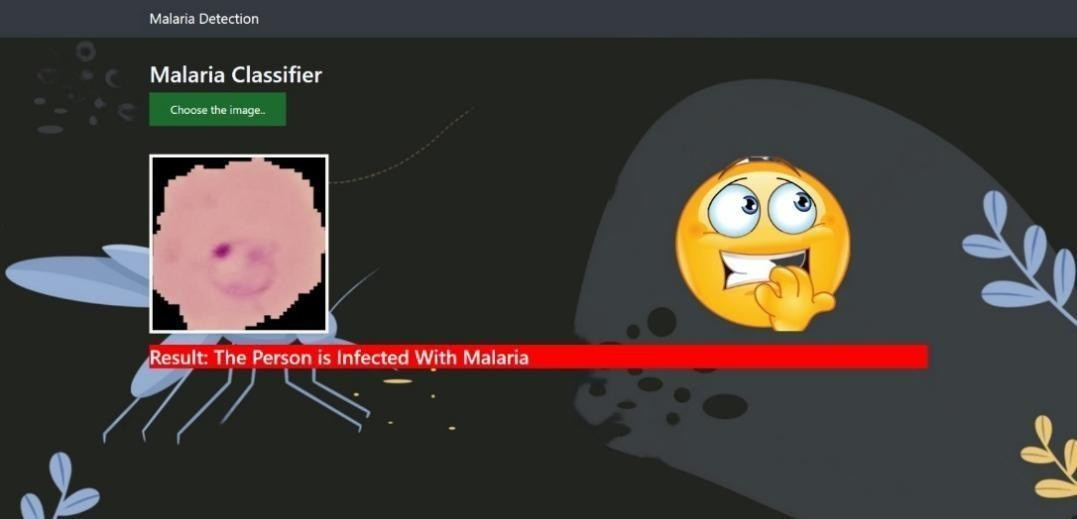 Malaria Detection
Malaria Classifier
Choose the image..
Result: The Person is Infected With Malaria